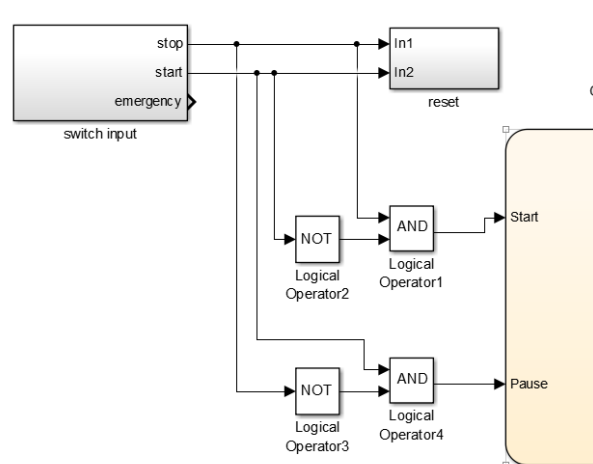 stop
start
emergency
switch input
In1
In2
reset
NOT
Logical
Operator2
AND
Logical
Operator1
Start
NOT
Logical
Operator3
AND
Logical
Operator4
Pause